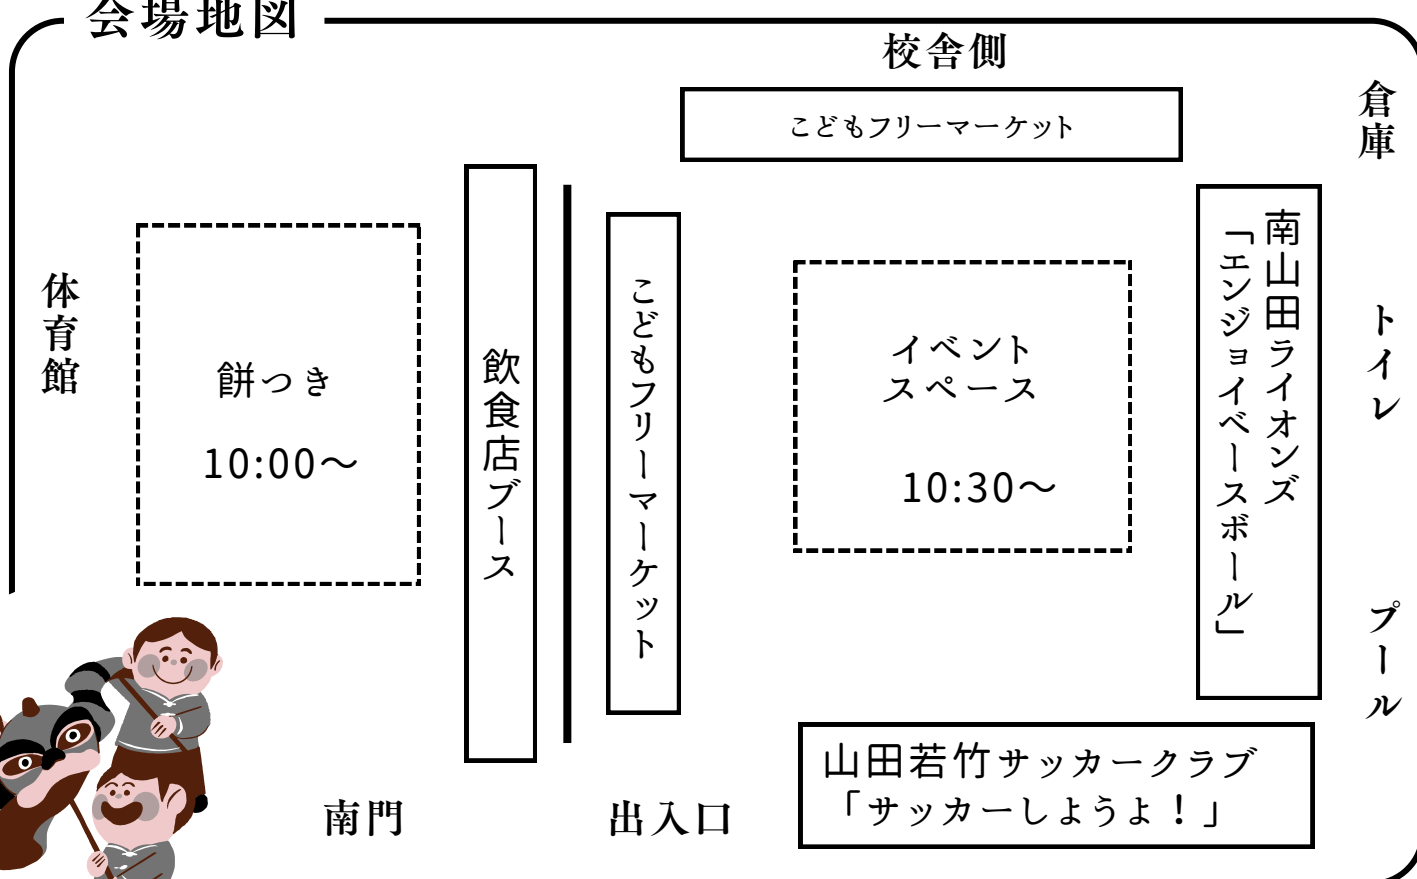 会場地図
校舎側
こどもフリーマーケット
倉庫
体育館
餅つき
10:00〜
飲食店ブース
こどもフリーマーケット
イベント
スペース
10:30〜
南山田ライオンズ
「エンジョイベースボール」
トイレ
プール
山田若竹サッカークラブ
「サッカーしようよ！」
南門
出入口